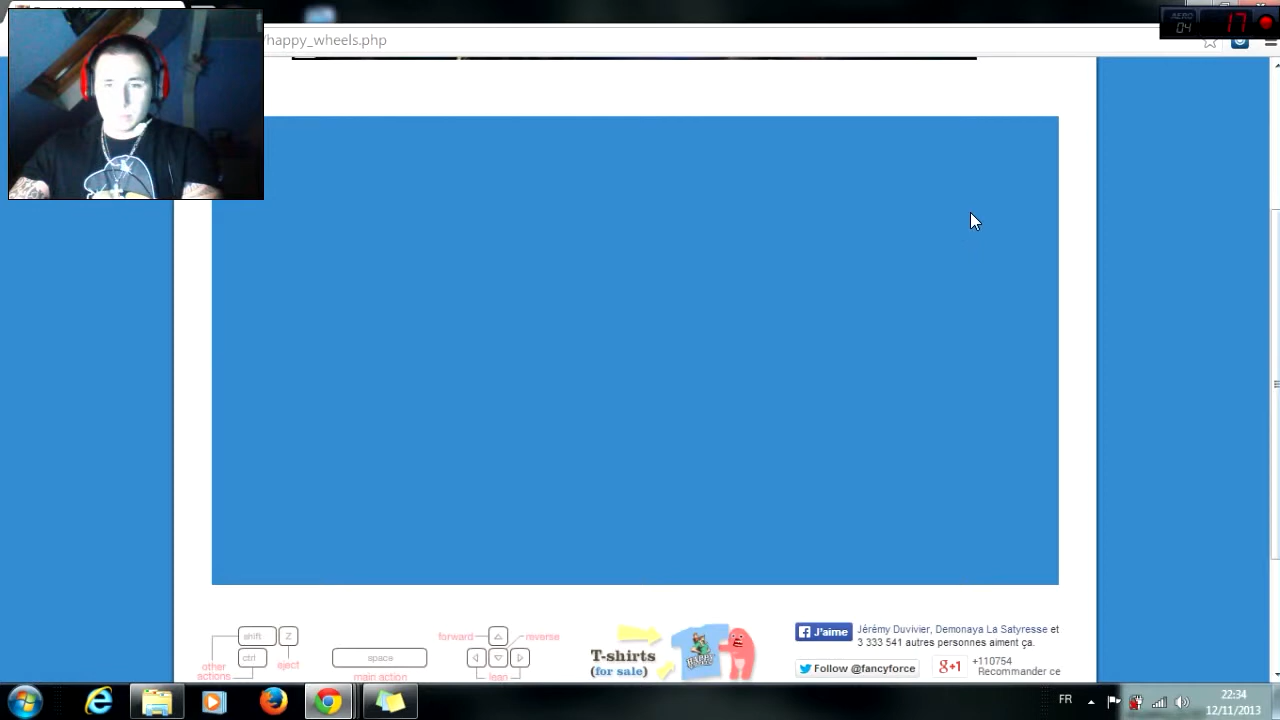 /happy_wheels.php
AERO
04
17
shift
Z
ctrl
other
actions
eject
space
main action
forward
reverse
lean
T-shirts
(for sale)
HAPPY
J'aime
Jérémy Duvivier, Demonaya La Satyresse et
3 333 541 autres personnes aiment ça.
Follow @fancyforce
g+1
+110754
Recommander ce
FR
22:34
12/11/2013